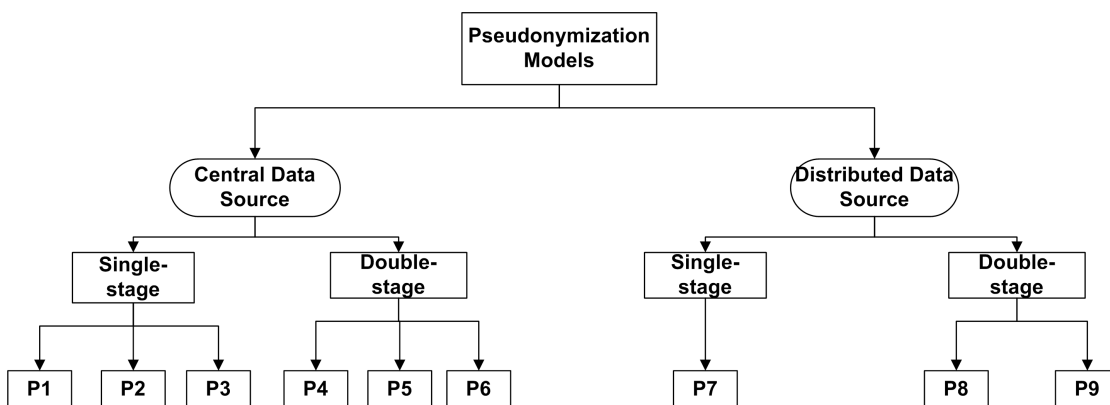 Pseudonymization
Models
Central Data
Source
Distributed Data
Source
Single-
stage
Double-
stage
Single-
stage
Double-
stage
P1
P2
P3
P4
P5
P6
P7
P8
P9